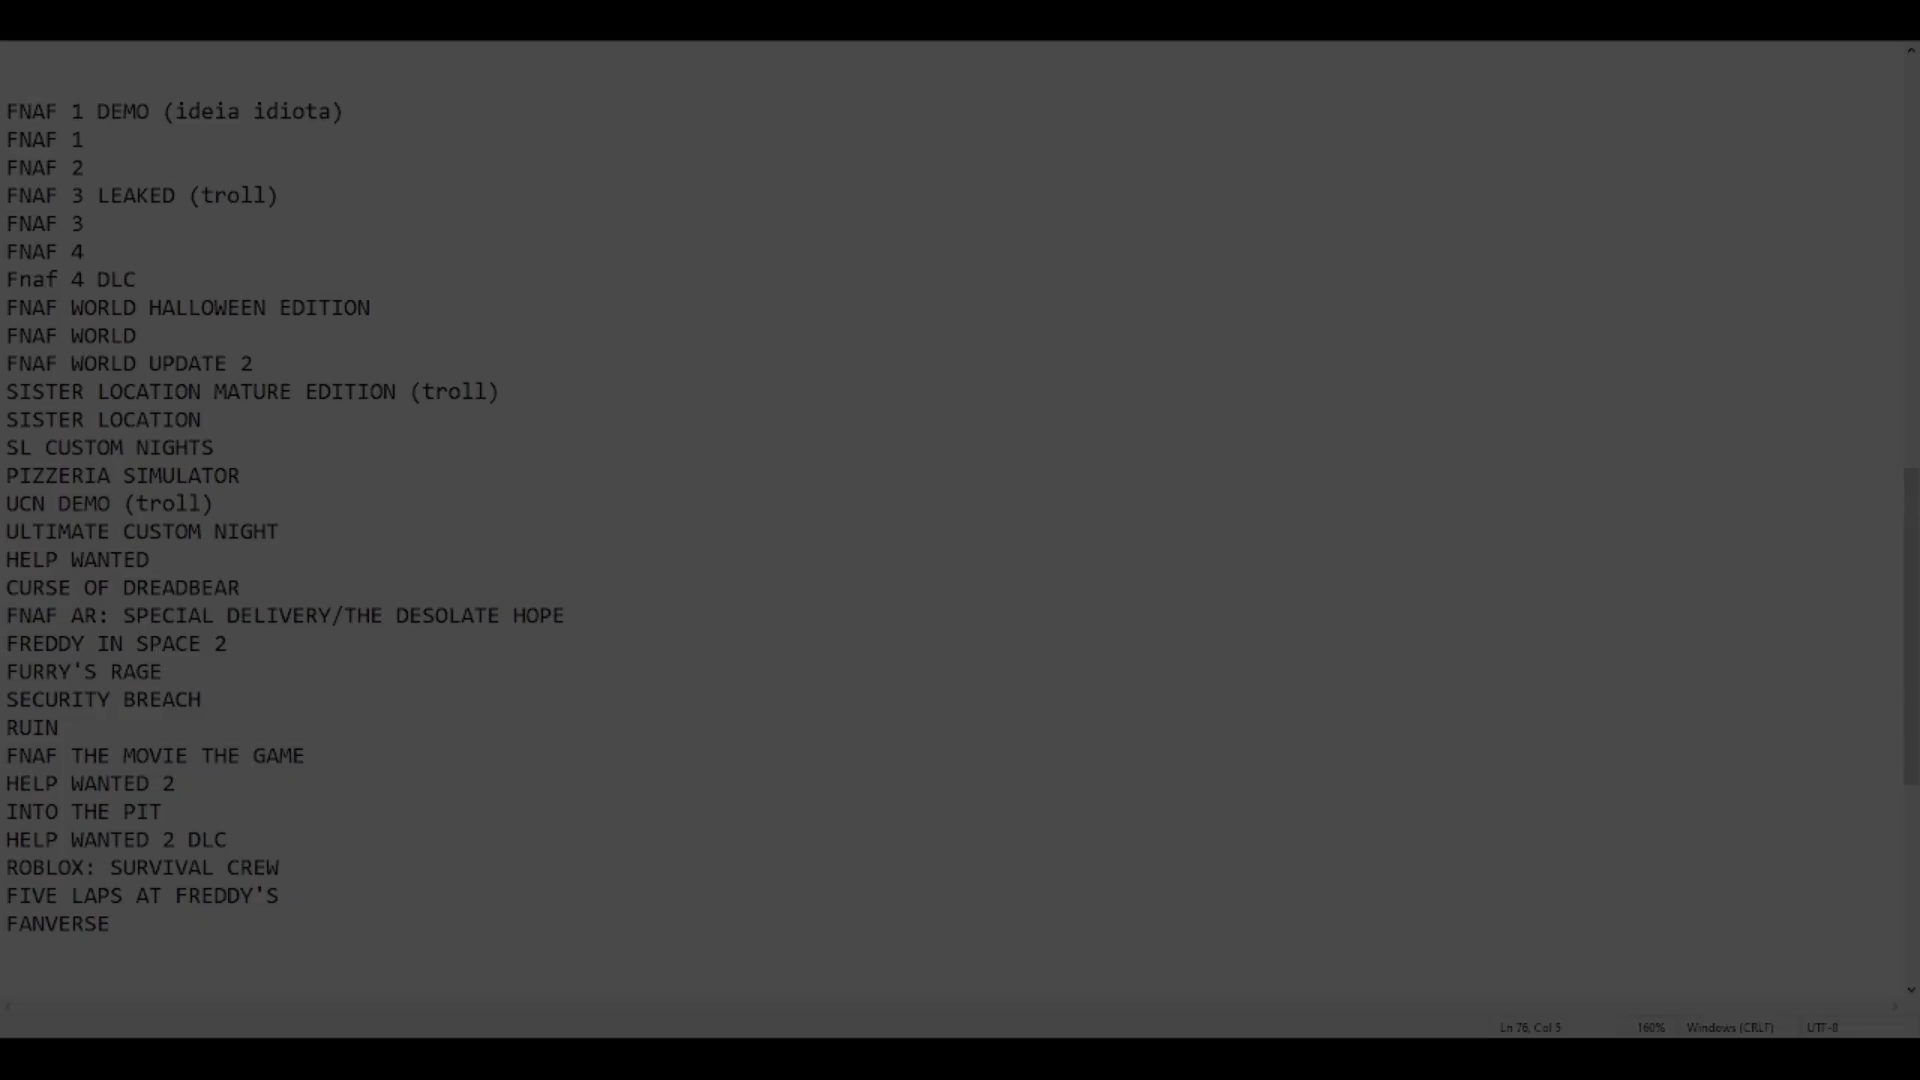 FNAF 1 DEMO (ideia idiota)
FNAF 1
FNAF 2
FNAF 3 LEAKED (troll)
FNAF 3
FNAF 4
Fnaf 4 DLC
FNAF WORLD HALLOWEEN EDITION
FNAF WORLD
FNAF WORLD UPDATE 2
SISTER LOCATION MATURE EDITION (troll)
SISTER LOCATION
SL CUSTOM NIGHTS
PIZZERIA SIMULATOR
UCN DEMO (troll)
ULTIMATE CUSTOM NIGHT
HELP WANTED
CURSE OF DREADBEAR
FNAF AR: SPECIAL DELIVERY/THE DESOLATE HOPE
FREDDY IN SPACE 2
FURRY'S RAGE
SECURITY BREACH
RUIN
FNAF THE MOVIE THE GAME
HELP WANTED 2
INTO THE PIT
HELP WANTED 2 DLC
ROBLOX: SURVIVAL CREW
FIVE LAPS AT FREDDY'S
FANVERSE
Ln 76, Col 5 160% Windows (CRLF) UTF-8